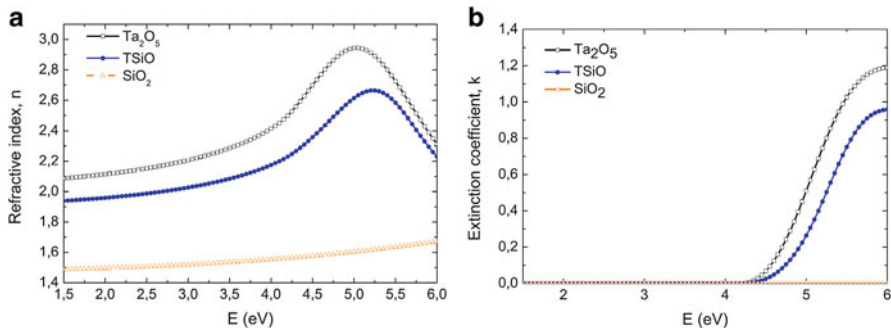 a
Ta₂O₅
TSiO
SiO₂
Refractive index, n
3,0
2,8
2,6
2,4
2,2
2,0
1,8
1,6
1,4
1,5 2,0 2,5 3,0 3,5 4,0 4,5 5,0 5,5 6,0
E (eV)
b
Ta₂O₅
TSiO
SiO₂
Extinction coefficient, k
1,4
1,2
1,0
0,8
0,6
0,4
0,2
0,0
2 3 4 5 6
E (eV)